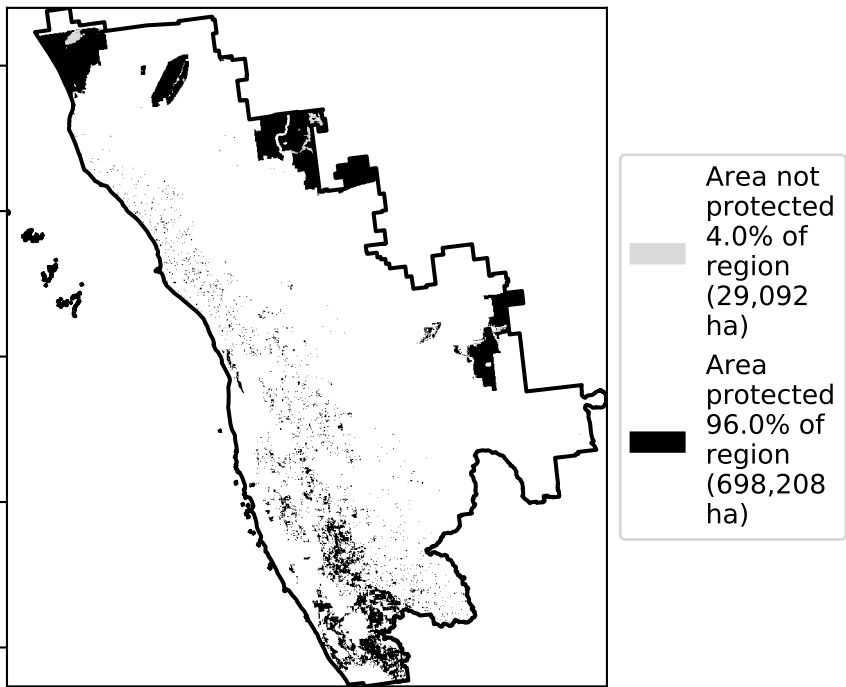 Area not
protected
4.0% of
region
(29,092
ha)
Area
protected
96.0% of
region
(698,208
ha)